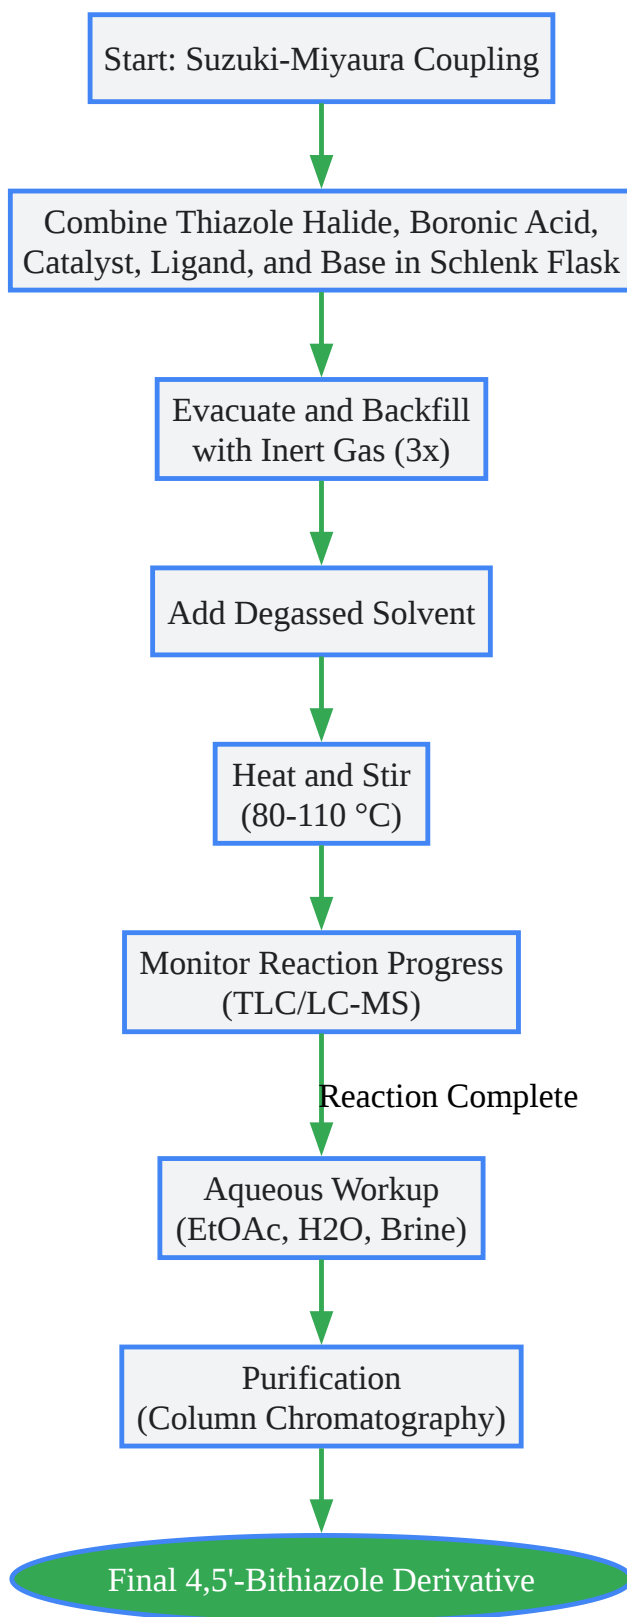 Start: Suzuki-Miyaura Coupling
Combine Thiazole Halide, Boronic Acid,
Catalyst, Ligand, and Base in Schlenk Flask
Evacuate and Backfill
with Inert Gas (3x)
Add Degassed Solvent
Heat and Stir
(80-110 °C)
Monitor Reaction Progress
(TLC/LC-MS)
Reaction Complete
Aqueous Workup
(EtOAc, H2O, Brine)
Purification
(Column Chromatography)
Final 4,5'-Bithiazole Derivative